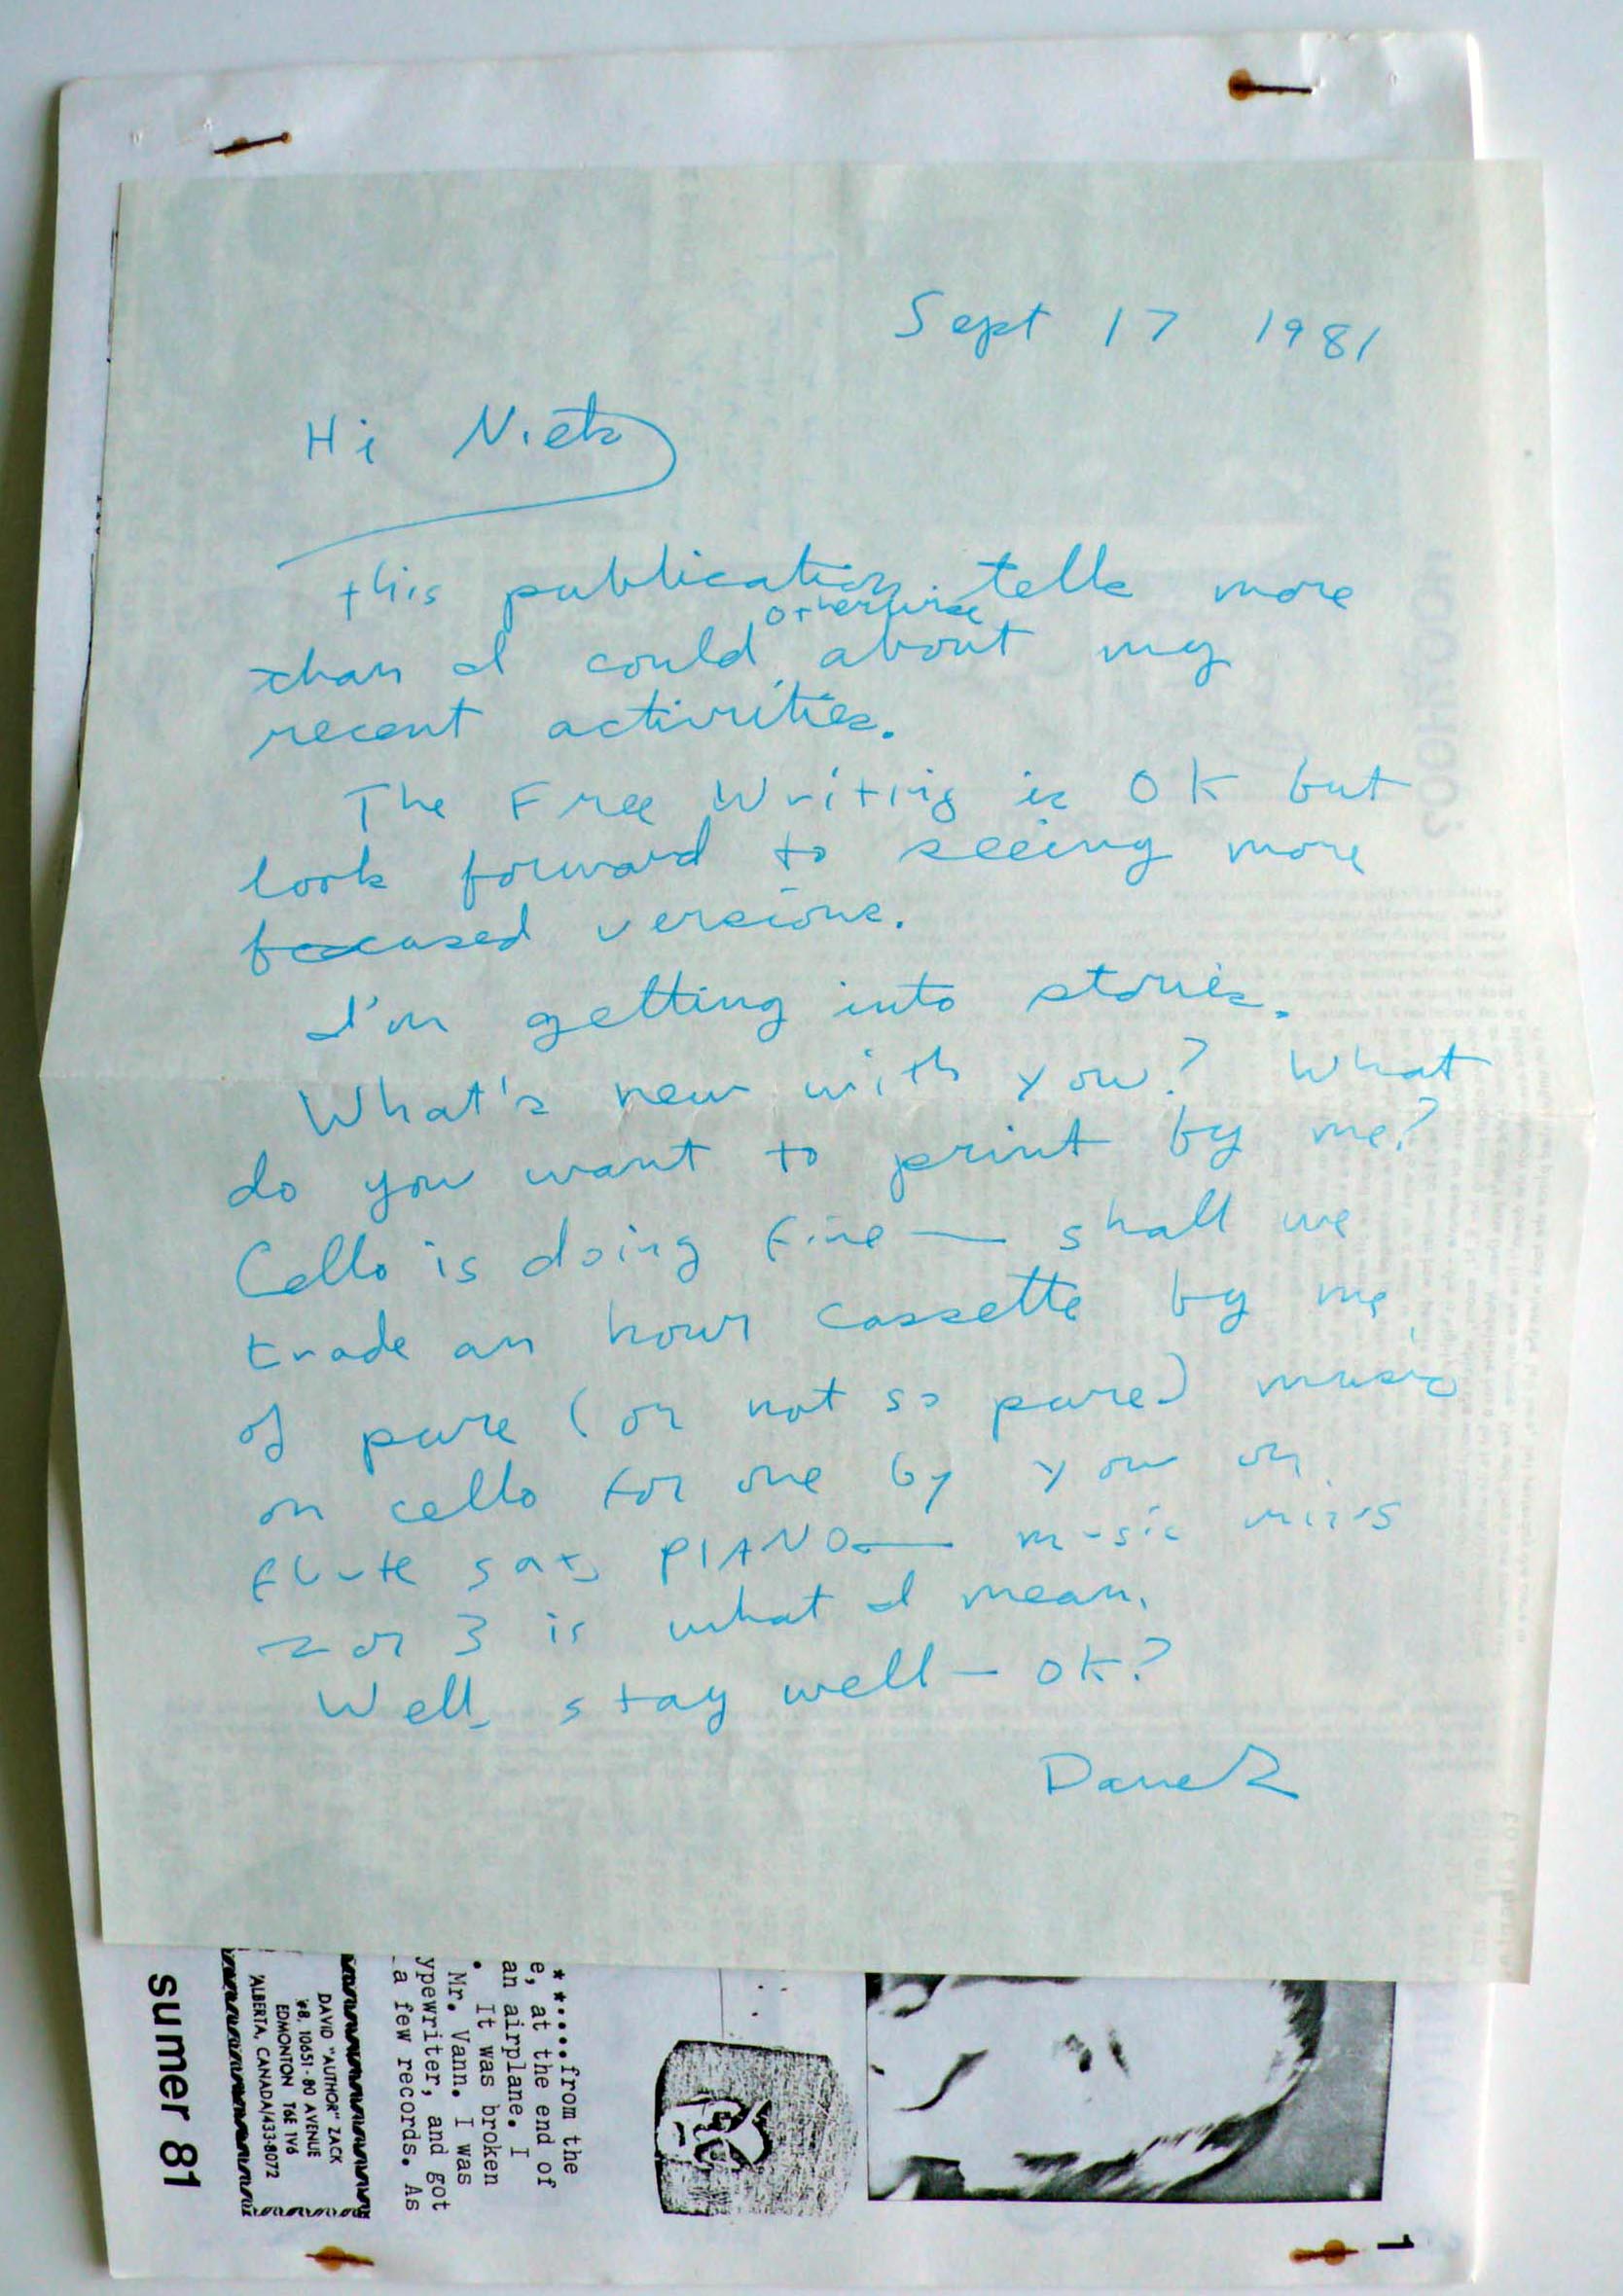 Sept 17 1981
Hi Niels
this publication tells more
than I could otherwise about my
recent activities.
The Free Writing is OK but
look forward to seeing more
focused versions.
I'm getting into stories.
What's new with you? What
do you want to print by me?
Cello is doing fine — shall we
trade an hour cassette by me
of pure (or not so pure) music
on cello for one by you on
flute sax PIANO — music
2 or 3 is what I mean.
Well, stay well — OK?
Dave Z
**....from the
e, at the end of
an airplane. I
. It was broken
Mr. Vann. I was
ypewriter, and got
a few records. As
DAVID "AUTHOR" ZACK
#8, 10651-80 AVENUE
EDMONTON T6E 1V6
ALBERTA, CANADA/433-8072
sumer 81
1